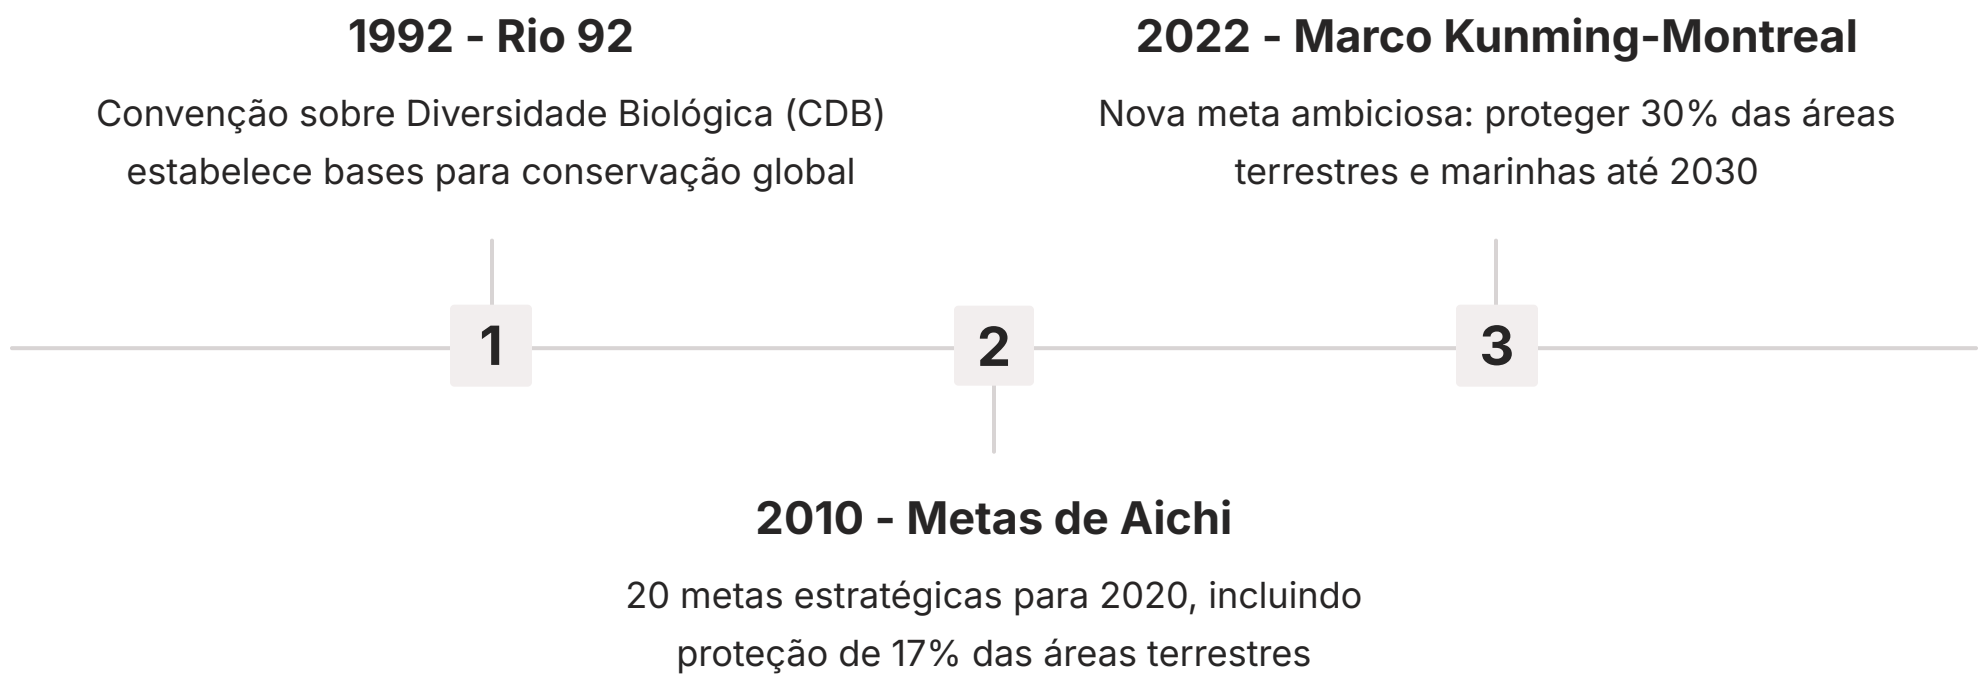 1992 - Rio 92
Convenção sobre Diversidade Biológica (CDB)
estabelece bases para conservação global
2022 - Marco Kunming-Montreal
Nova meta ambiciosa: proteger 30% das áreas
terrestres e marinhas até 2030
1
2
3
2010 - Metas de Aichi
20 metas estratégicas para 2020, incluindo
proteção de 17% das áreas terrestres